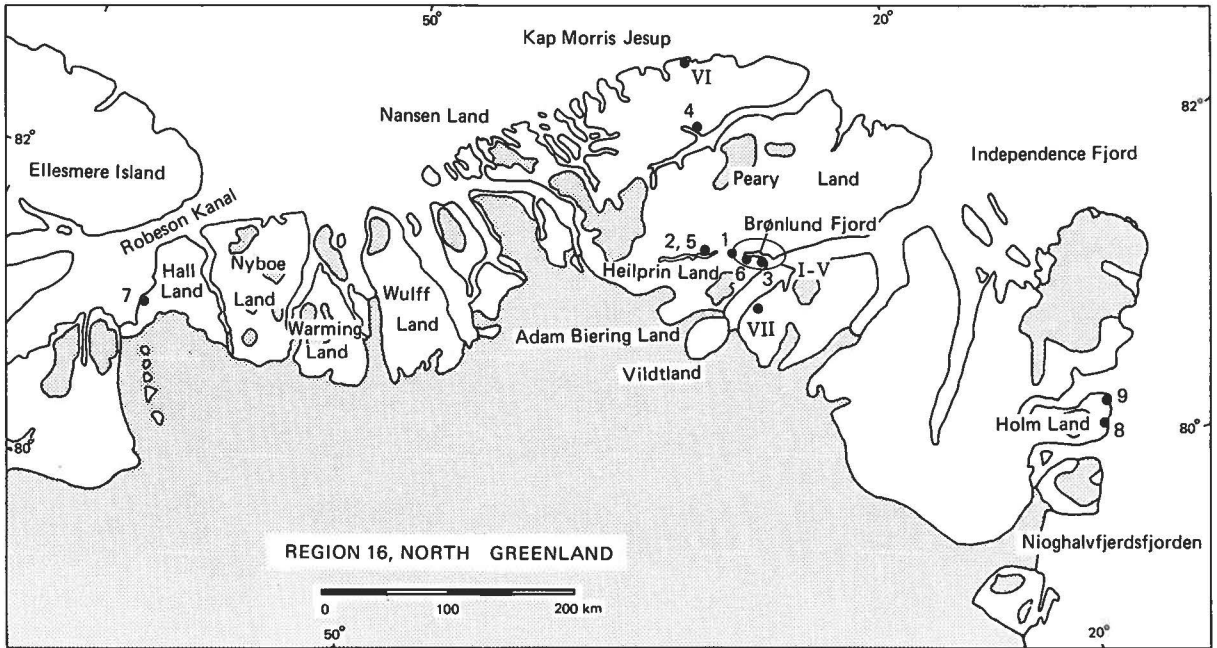 50°
20°
Kap Morris Jesup
VI
82°
4
Nansen Land
82°
Independence Fjord
Ellesmere Island
Peary Land
Robeson Kanal
Brønlund Fjord
2, 5
1
Hall
Land
Nyboe
Land
Heilprin Land
6
3
I-V
7
Wulff
Land
Warming
Land
Adam Biering Land
VII
Vildtland
9
Holm Land
8
80°
80°
REGION 16, NORTH GREENLAND
Nioghalvfjerdsfjorden
0
100
200 km
50°
20°